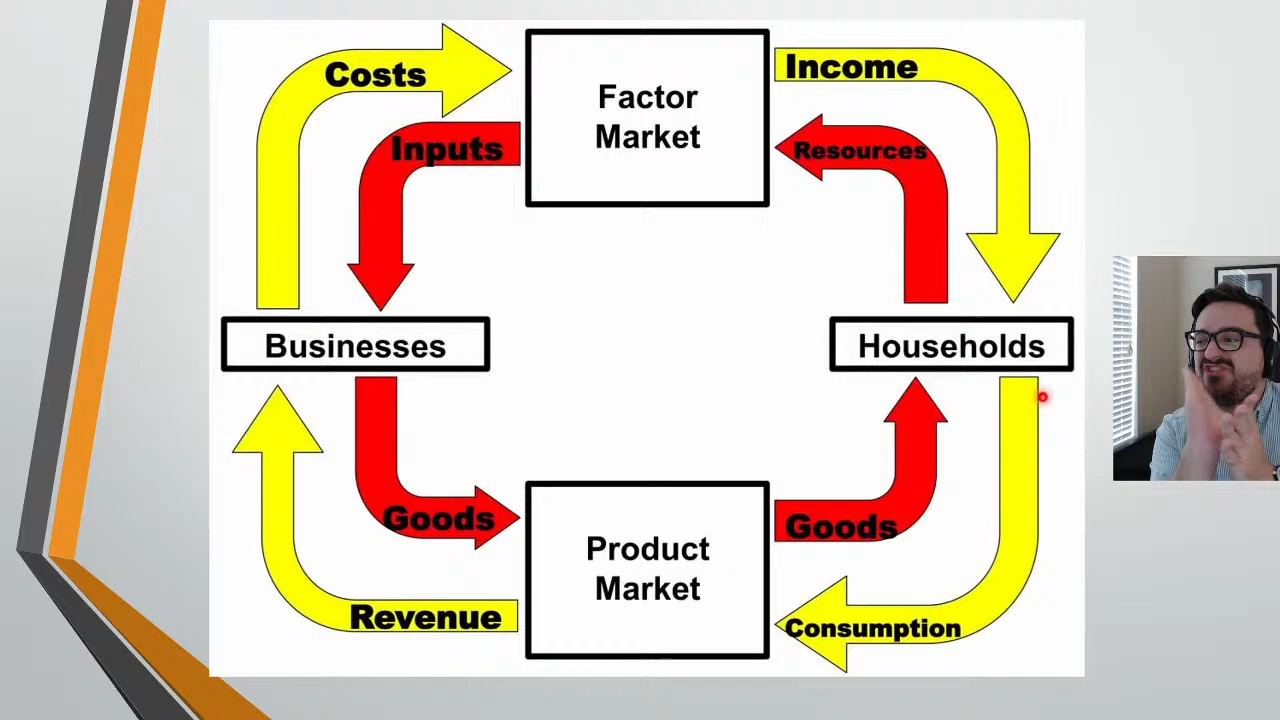 Costs
Factor
Market
Income
Inputs
Resources
Businesses
Households
Goods
Product
Market
Goods
Revenue
Consumption